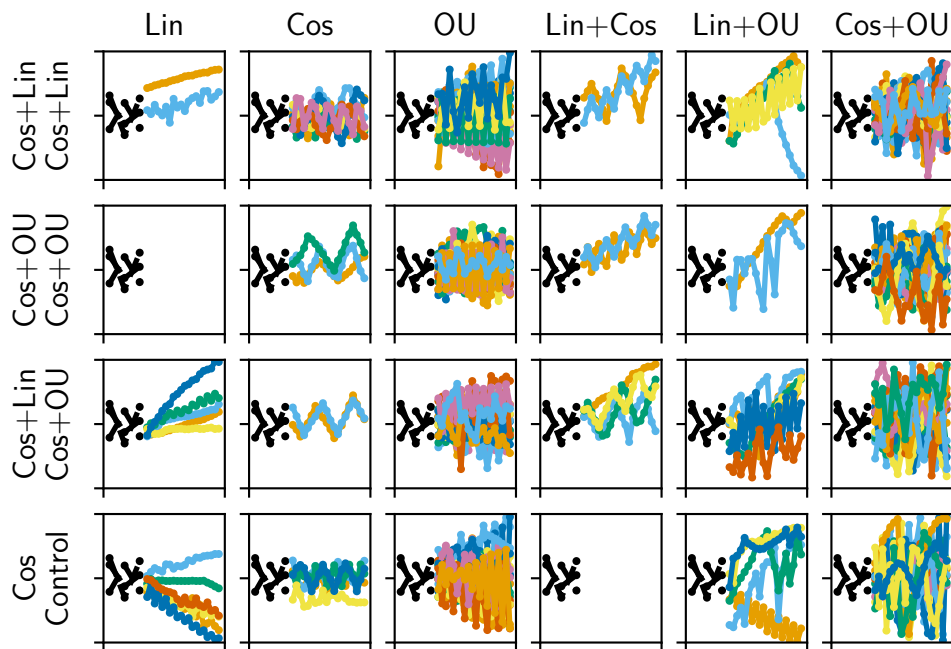 Lin Cos OU Lin+Cos Lin+OU Cos+OU
Cos+Lin
Cos+Lin
Cos+OU
Cos+OU
Cos+Lin
Cos+OU
Cos
Control